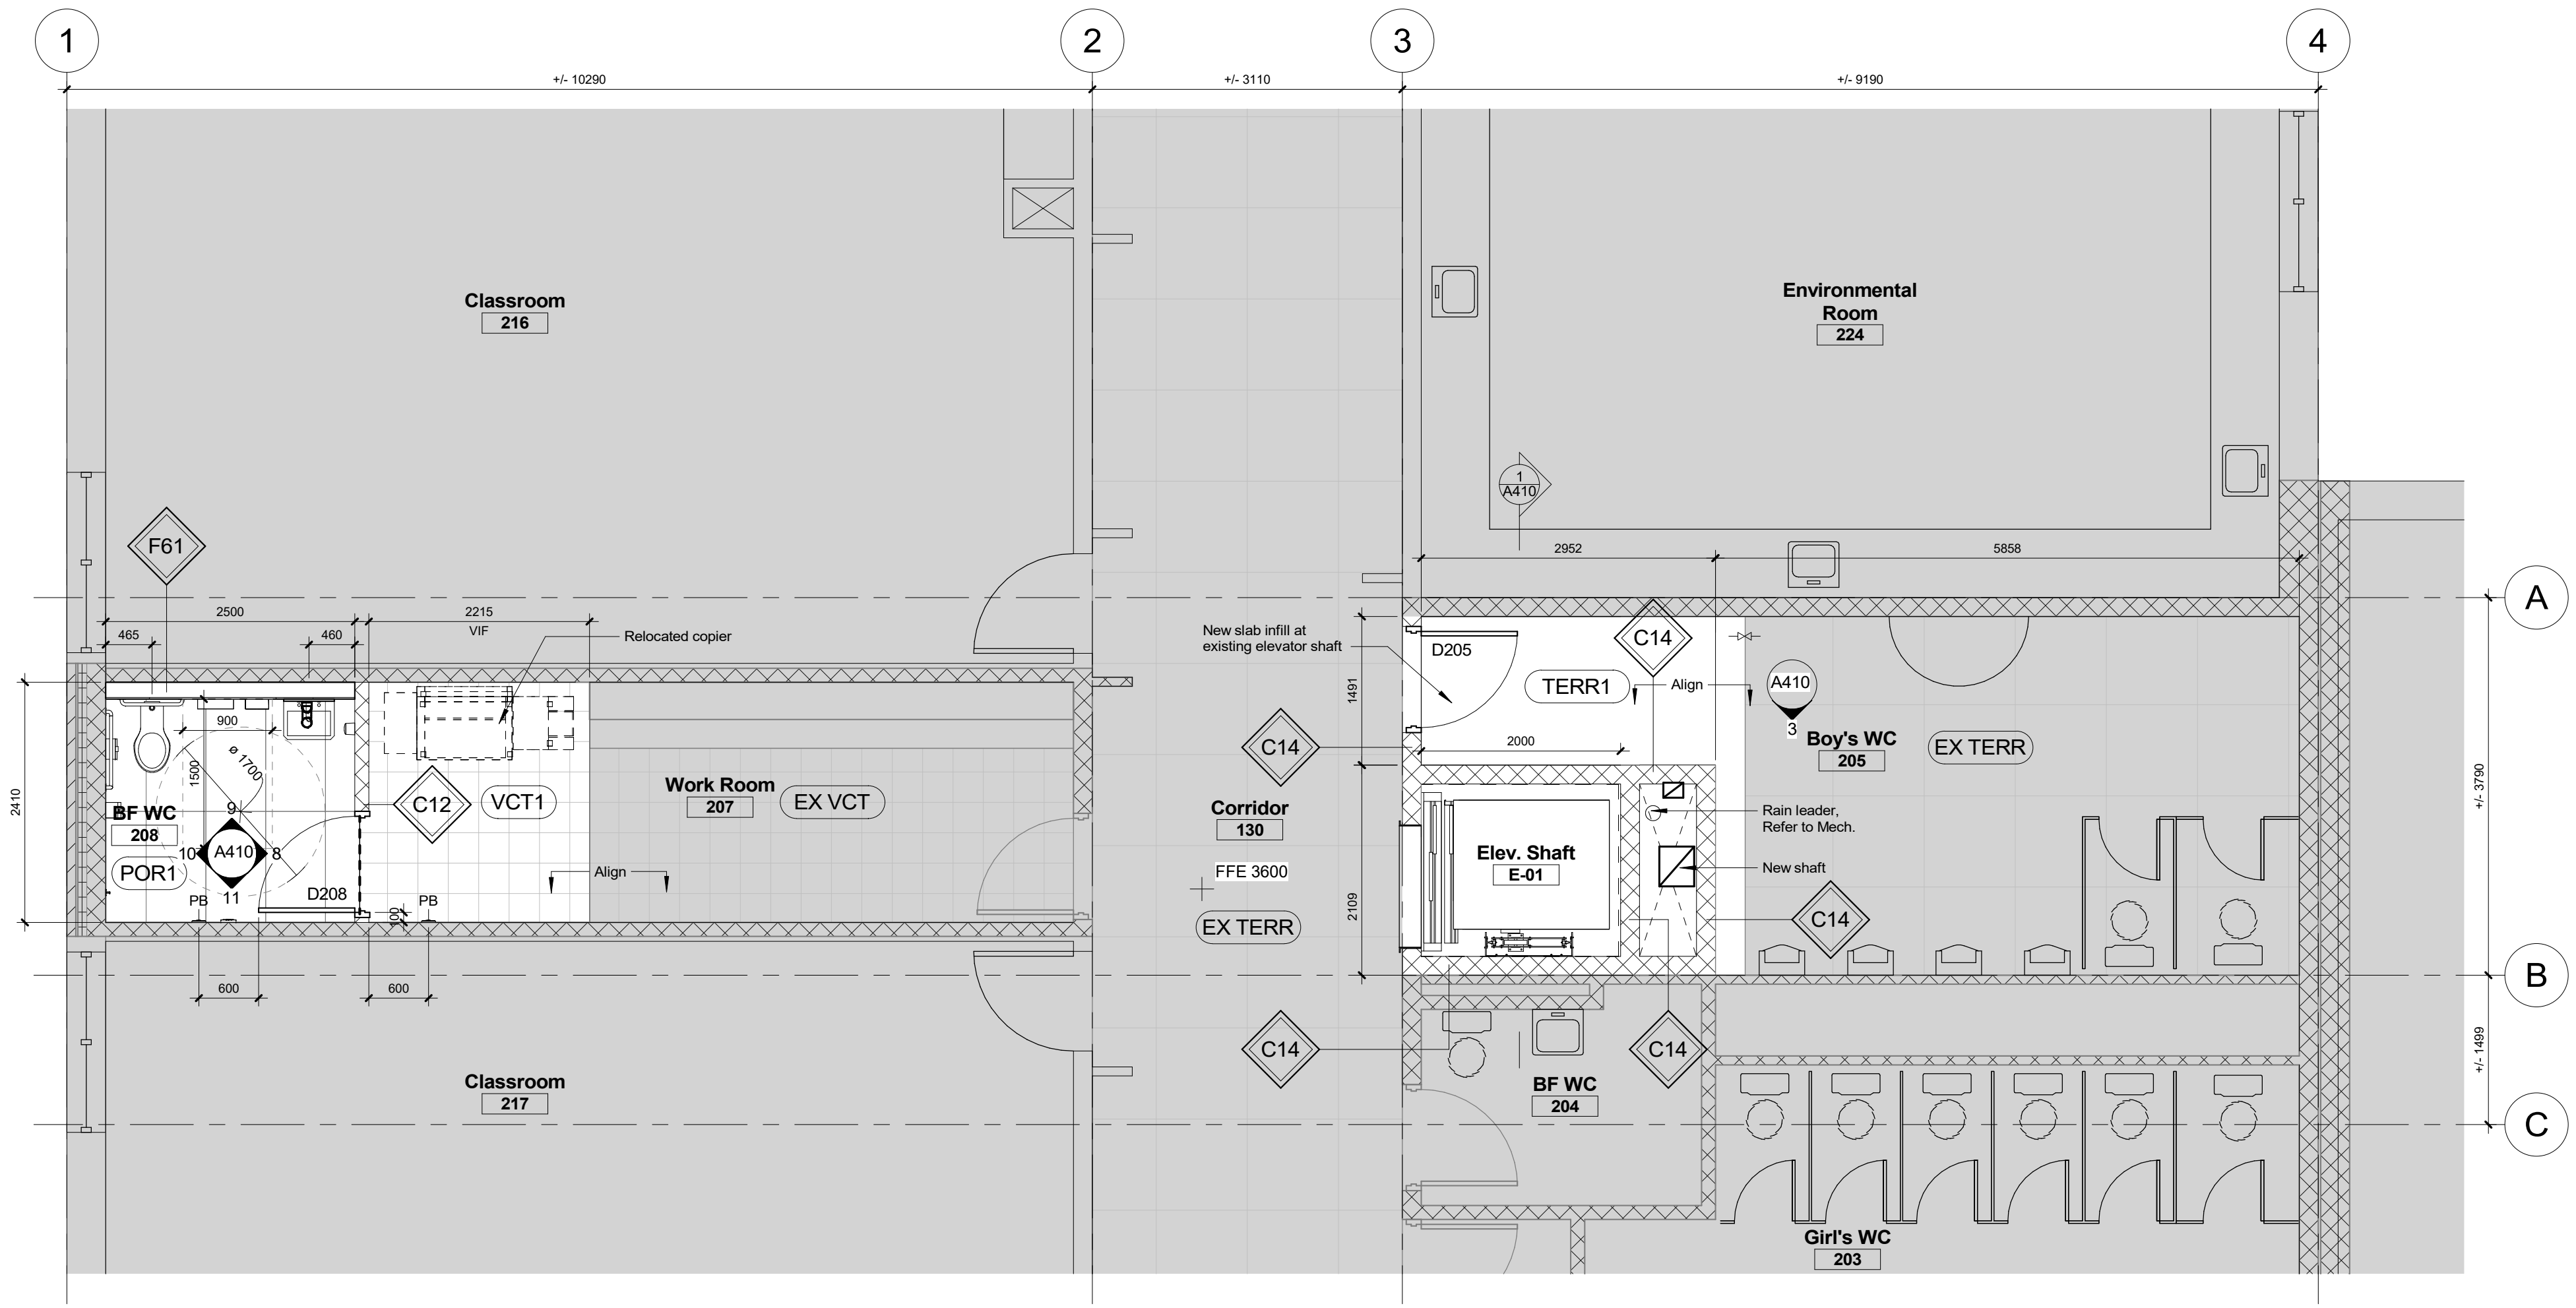 1
2
3
4
+/- 10290
+/- 3110
+/- 9190
Classroom
216
Environmental
Room
224
1
A410
F61
2952
5858
A
2500
2215
VIF
465
460
Relocated copier
New slab infill at
existing elevator shaft
D205
C14
TERR1
Align
A410
3
1491
Boy's WC
205
EX TERR
C14
2000
900
ø 1700
1500
2410
BF WC
208
POR1
9
10
A410
8
11
PB
D208
C12
VCT1
Work Room
207
EX VCT
Align
PB
100
Corridor
130
FFE 3600
EX TERR
2109
Elev. Shaft
E-01
Rain leader,
Refer to Mech.
New shaft
C14
+/- 3790
B
600
600
C14
C14
BF WC
204
+/- 1499
Classroom
217
C
Girl's WC
203